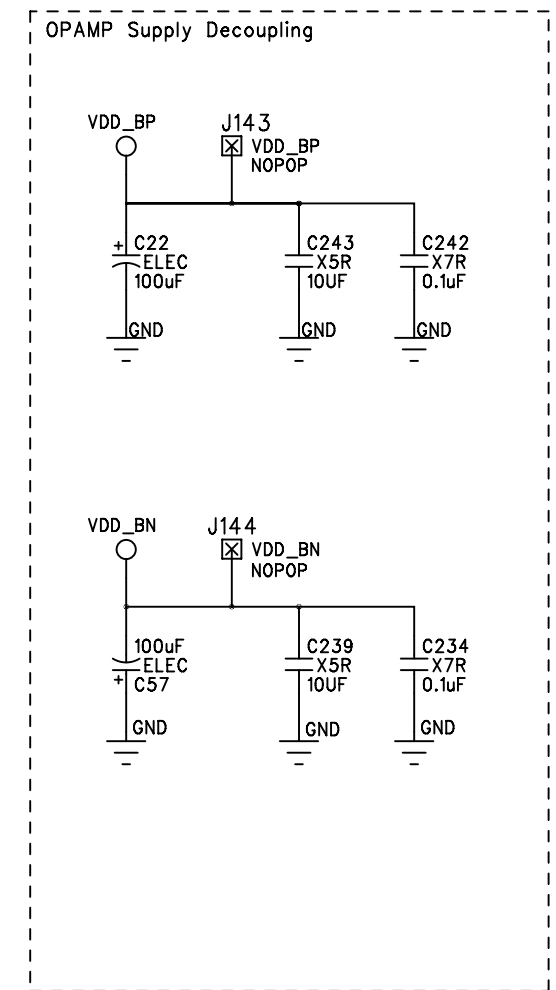 OPAMP Supply Decoupling
VDD_BP
J143
VDD_BP
NOPOP
+ C22
ELEC
100uF
GND
C243
X5R
10UF
GND
C242
X7R
0.1uF
GND
VDD_BN
J144
VDD_BN
NOPOP
100uF
ELEC
+ C57
GND
C239
X5R
10UF
GND
C234
X7R
0.1uF
GND